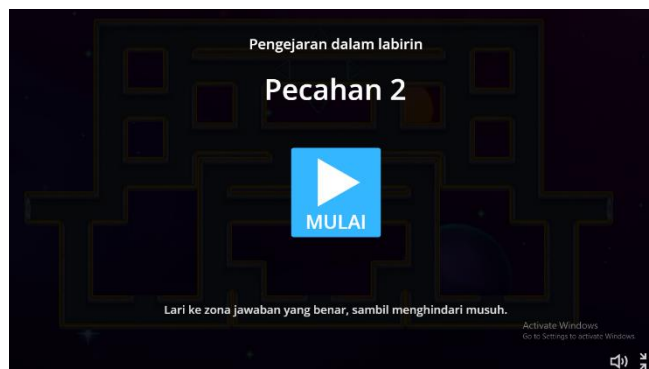 Pengejaran dalam labirin
Pecahan 2
MULAI
Lari ke zona jawaban yang benar, sambil menghindari musuh.
Activate Windows
Go to Settings to activate Windows.